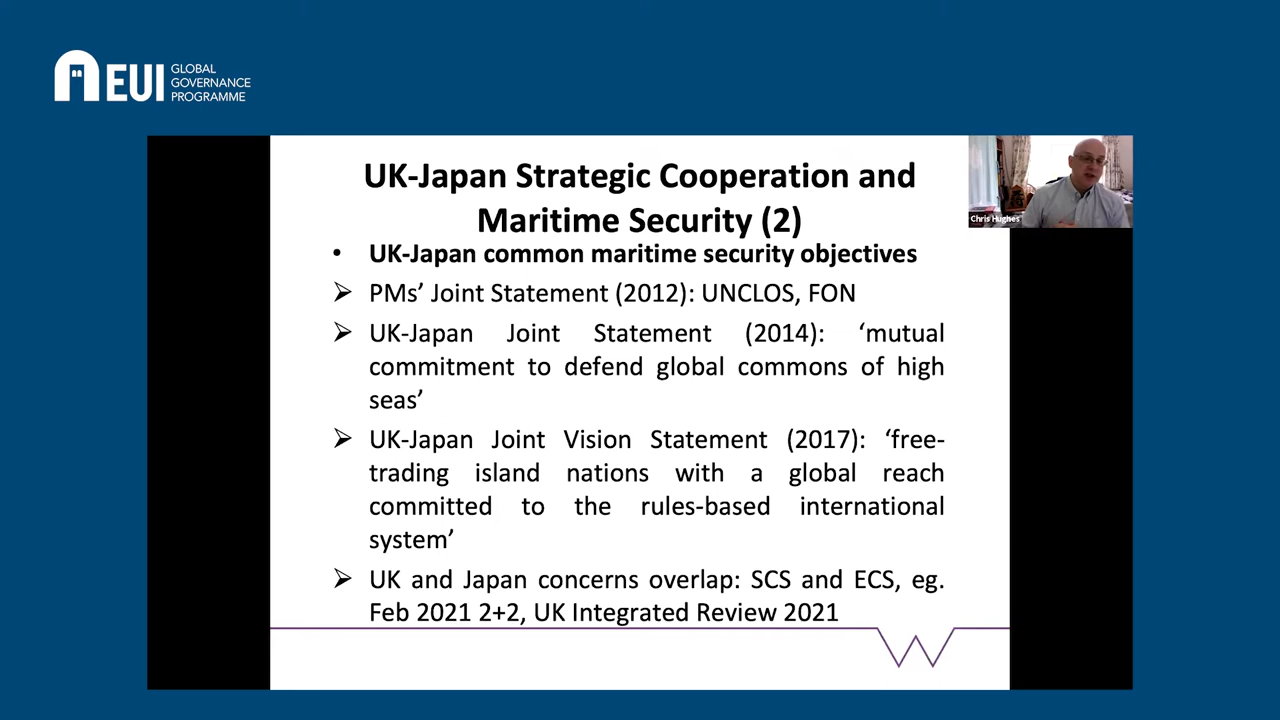 EUI
GLOBAL
GOVERNANCE
PROGRAMME
UK-Japan Strategic Cooperation and
Maritime Security (2)
Chris Hughes
• UK-Japan common maritime security objectives
➢ PMs’ Joint Statement (2012): UNCLOS, FON
➢ UK-Japan Joint Statement (2014): ‘mutual
commitment to defend global commons of high
seas’
➢ UK-Japan Joint Vision Statement (2017): ‘free-
trading island nations with a global reach
committed to the rules-based international
system’
➢ UK and Japan concerns overlap: SCS and ECS, eg.
Feb 2021 2+2, UK Integrated Review 2021